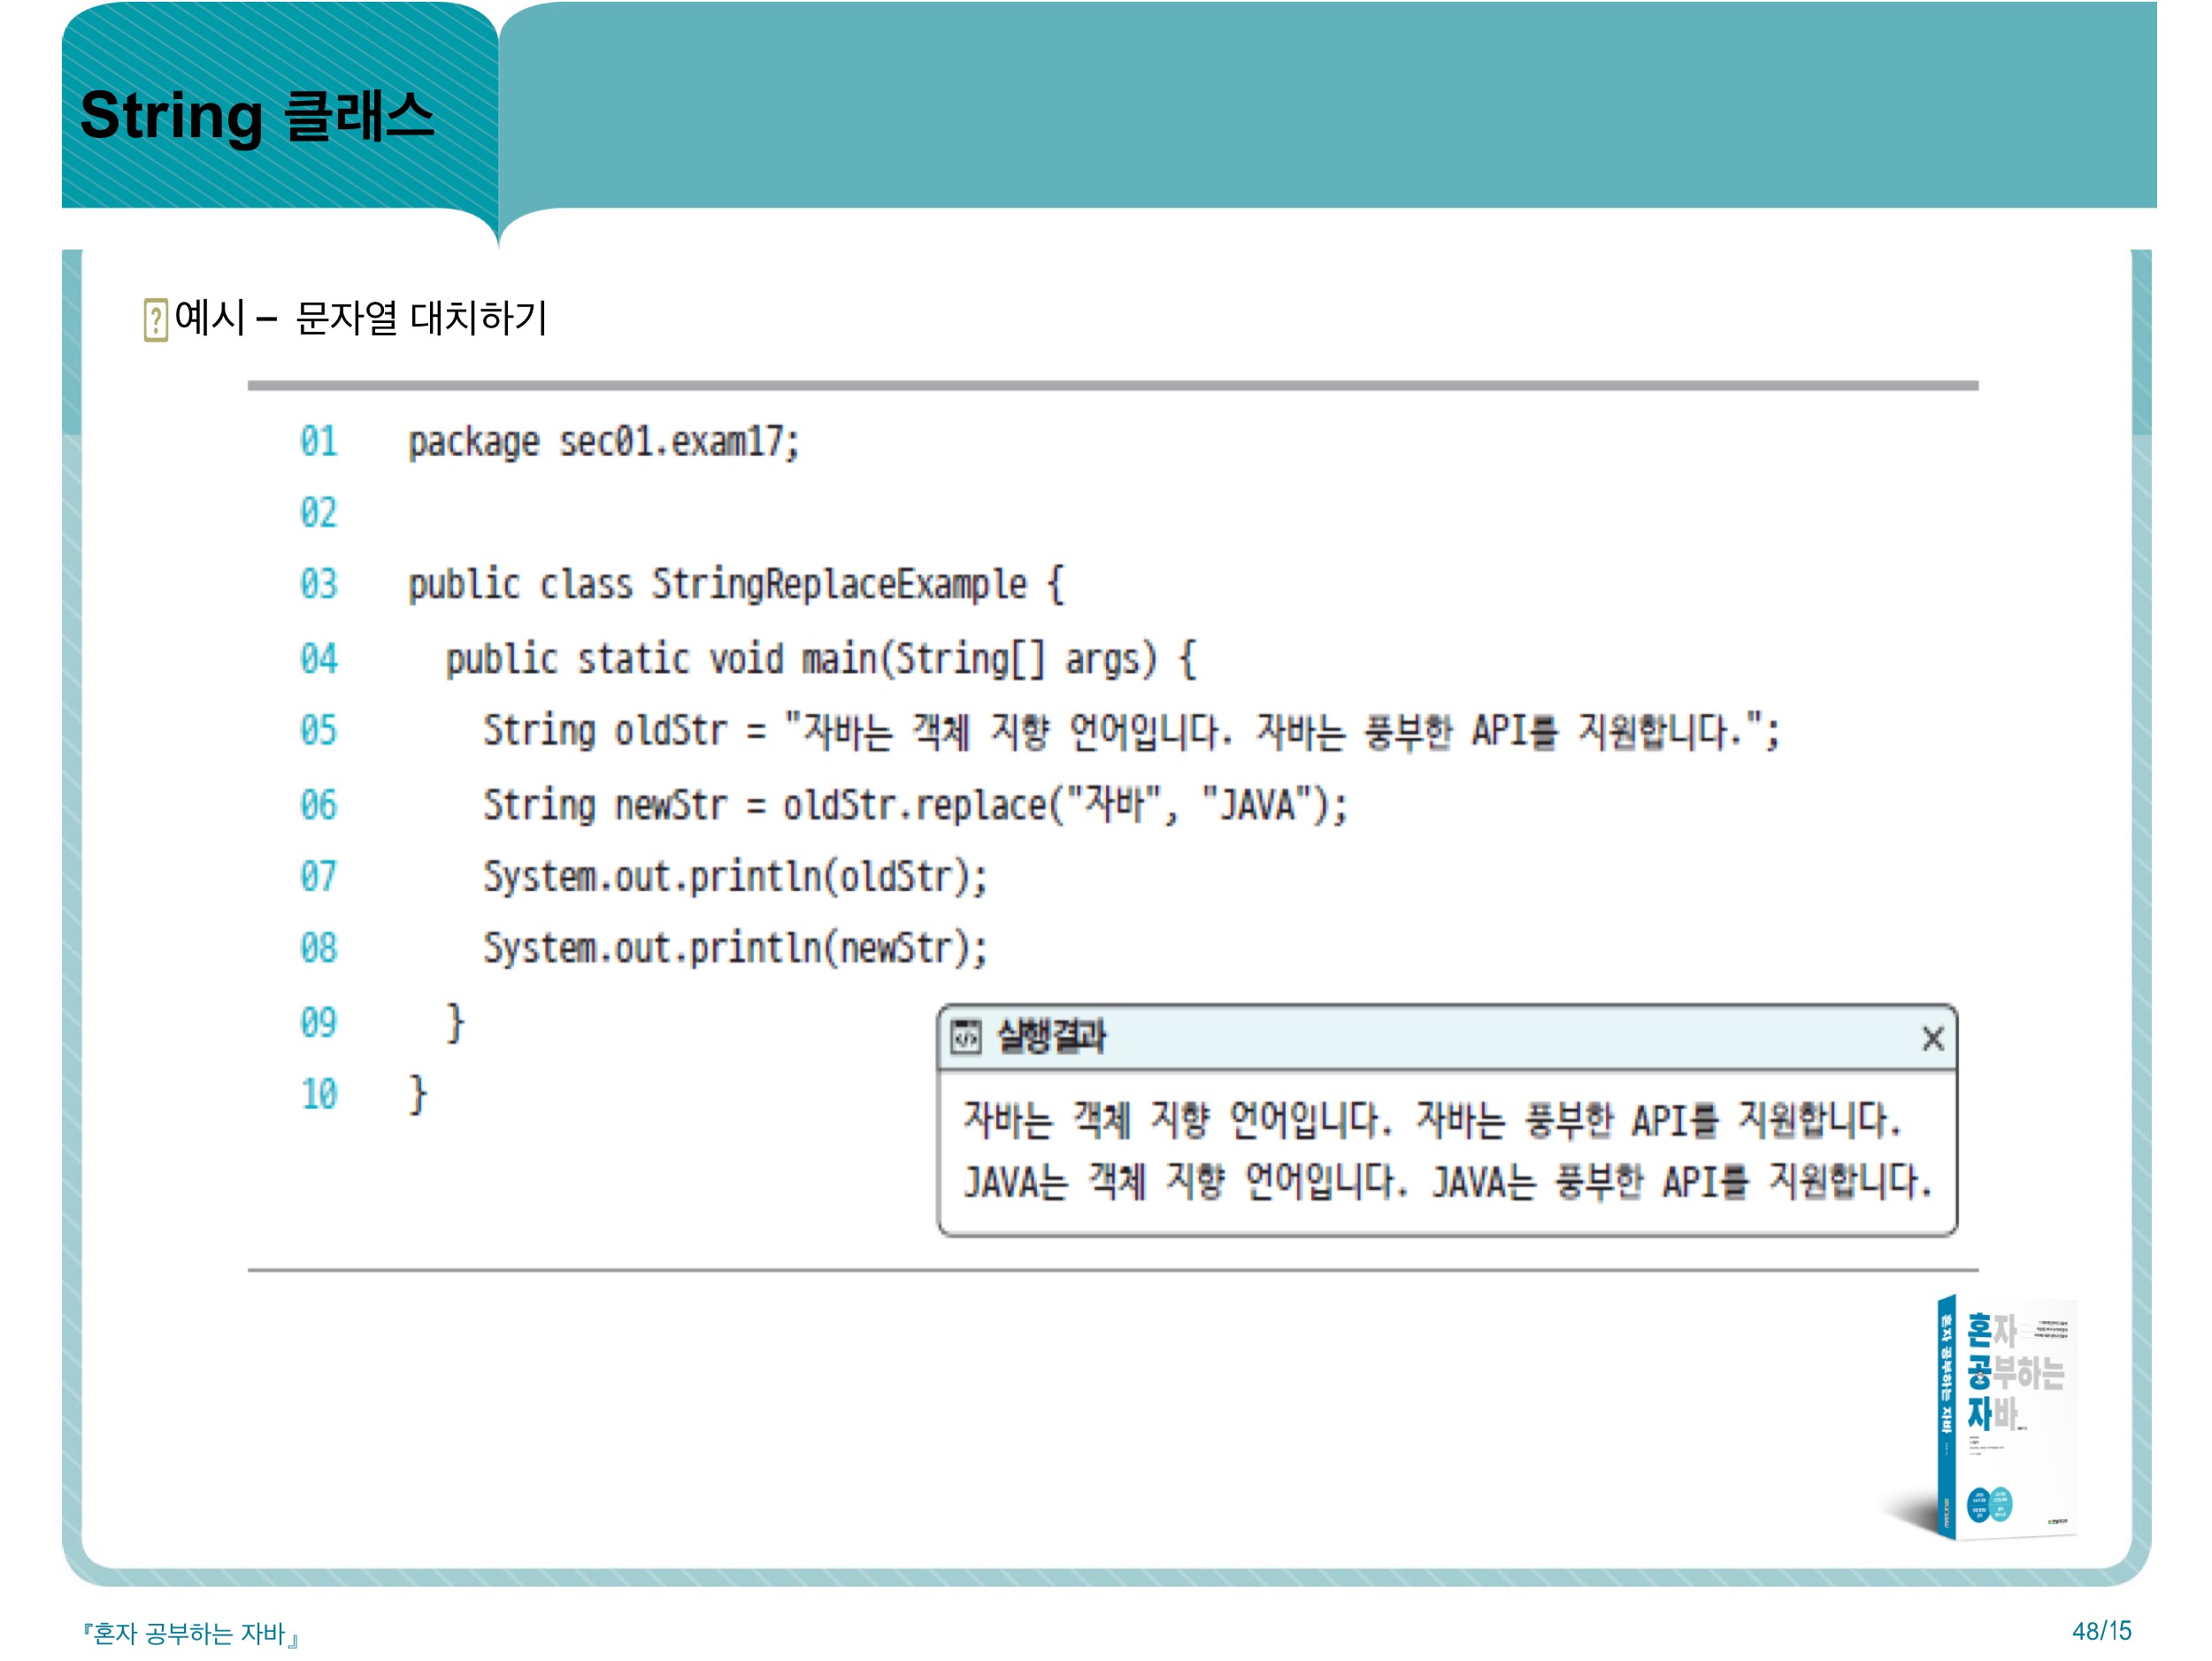 String 클래스
예시 – 문자열 대치하기
01 package sec01.exam17;
02
03 public class StringReplaceExample {
04 public static void main(String[] args) {
05 String oldStr = "자바는 객체 지향 언어입니다. 자바는 풍부한 API를 지원합니다.";
06 String newStr = oldStr.replace("자바", "JAVA");
07 System.out.println(oldStr);
08 System.out.println(newStr);
09 }
10 }
실행결과
자바는 객체 지향 언어입니다. 자바는 풍부한 API를 지원합니다.
JAVA는 객체 지향 언어입니다. JAVA는 풍부한 API를 지원합니다.
혼자 공부하는 자바
혼자
공부하는
자바
『혼자 공부하는 자바』
48/15